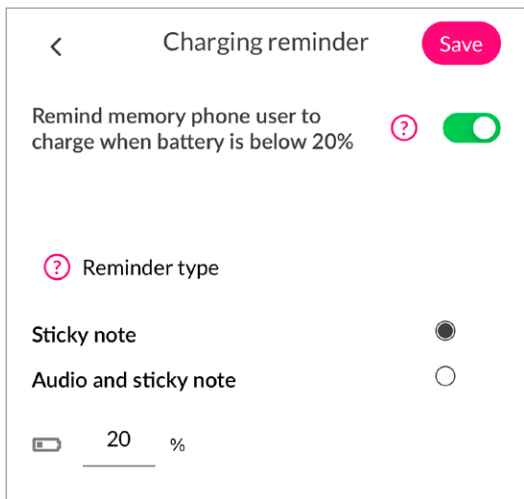 Charging reminder
Save
Remind memory phone user to
charge when battery is below 20%
?
? Reminder type
Sticky note
Audio and sticky note
20 %